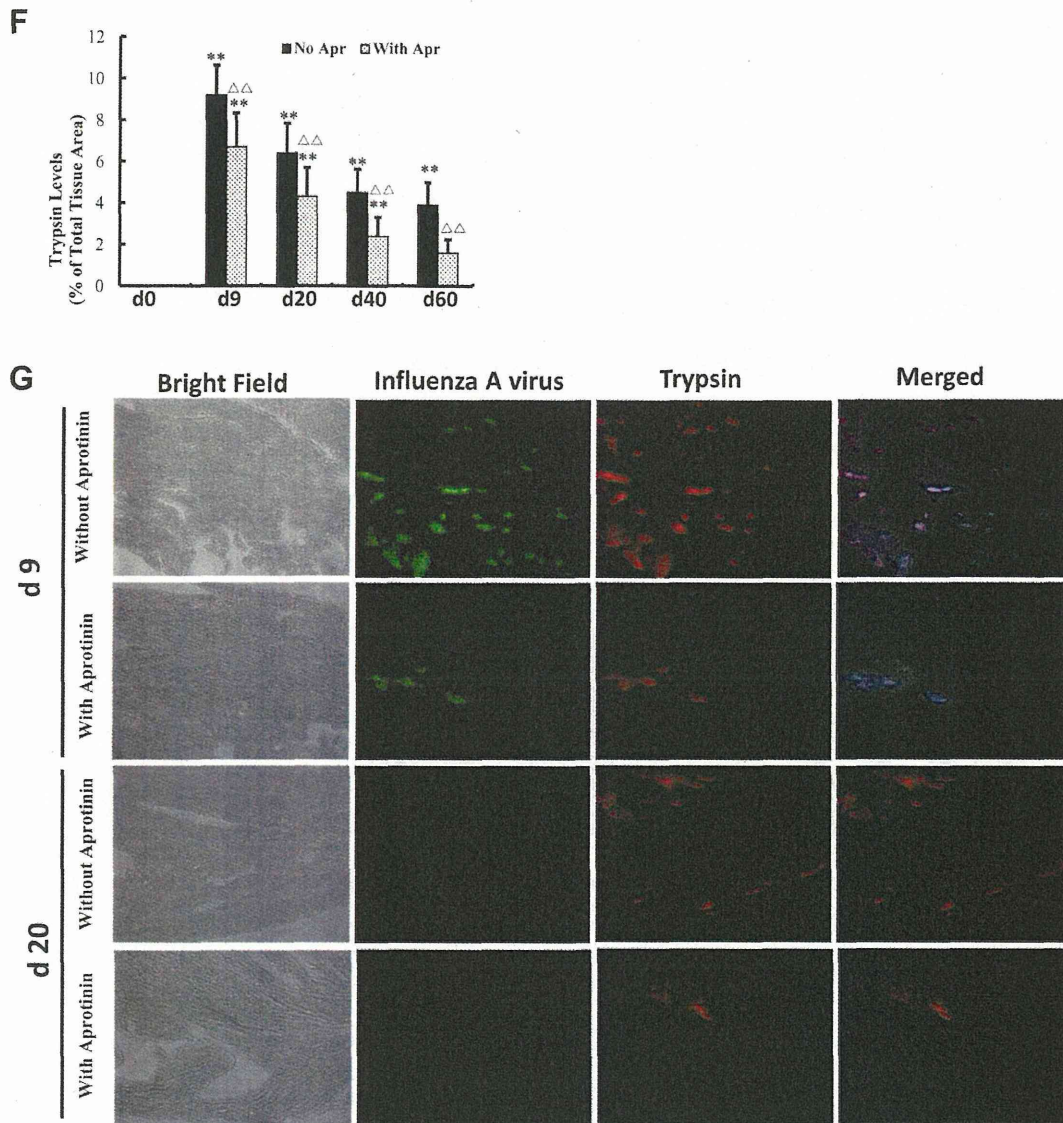 F
12
10
8
6
4
2
0
Trypsin Levels
(% of Total Tissue Area)
■ No Apr With Apr
** △△ **
** △△ **
** △△ **
** △△
d0 d9 d20 d40 d60
G
Bright Field Influenza A virus Trypsin Merged
d 9
Without Aprotinin
With Aprotinin
d 20
Without Aprotinin
With Aprotinin